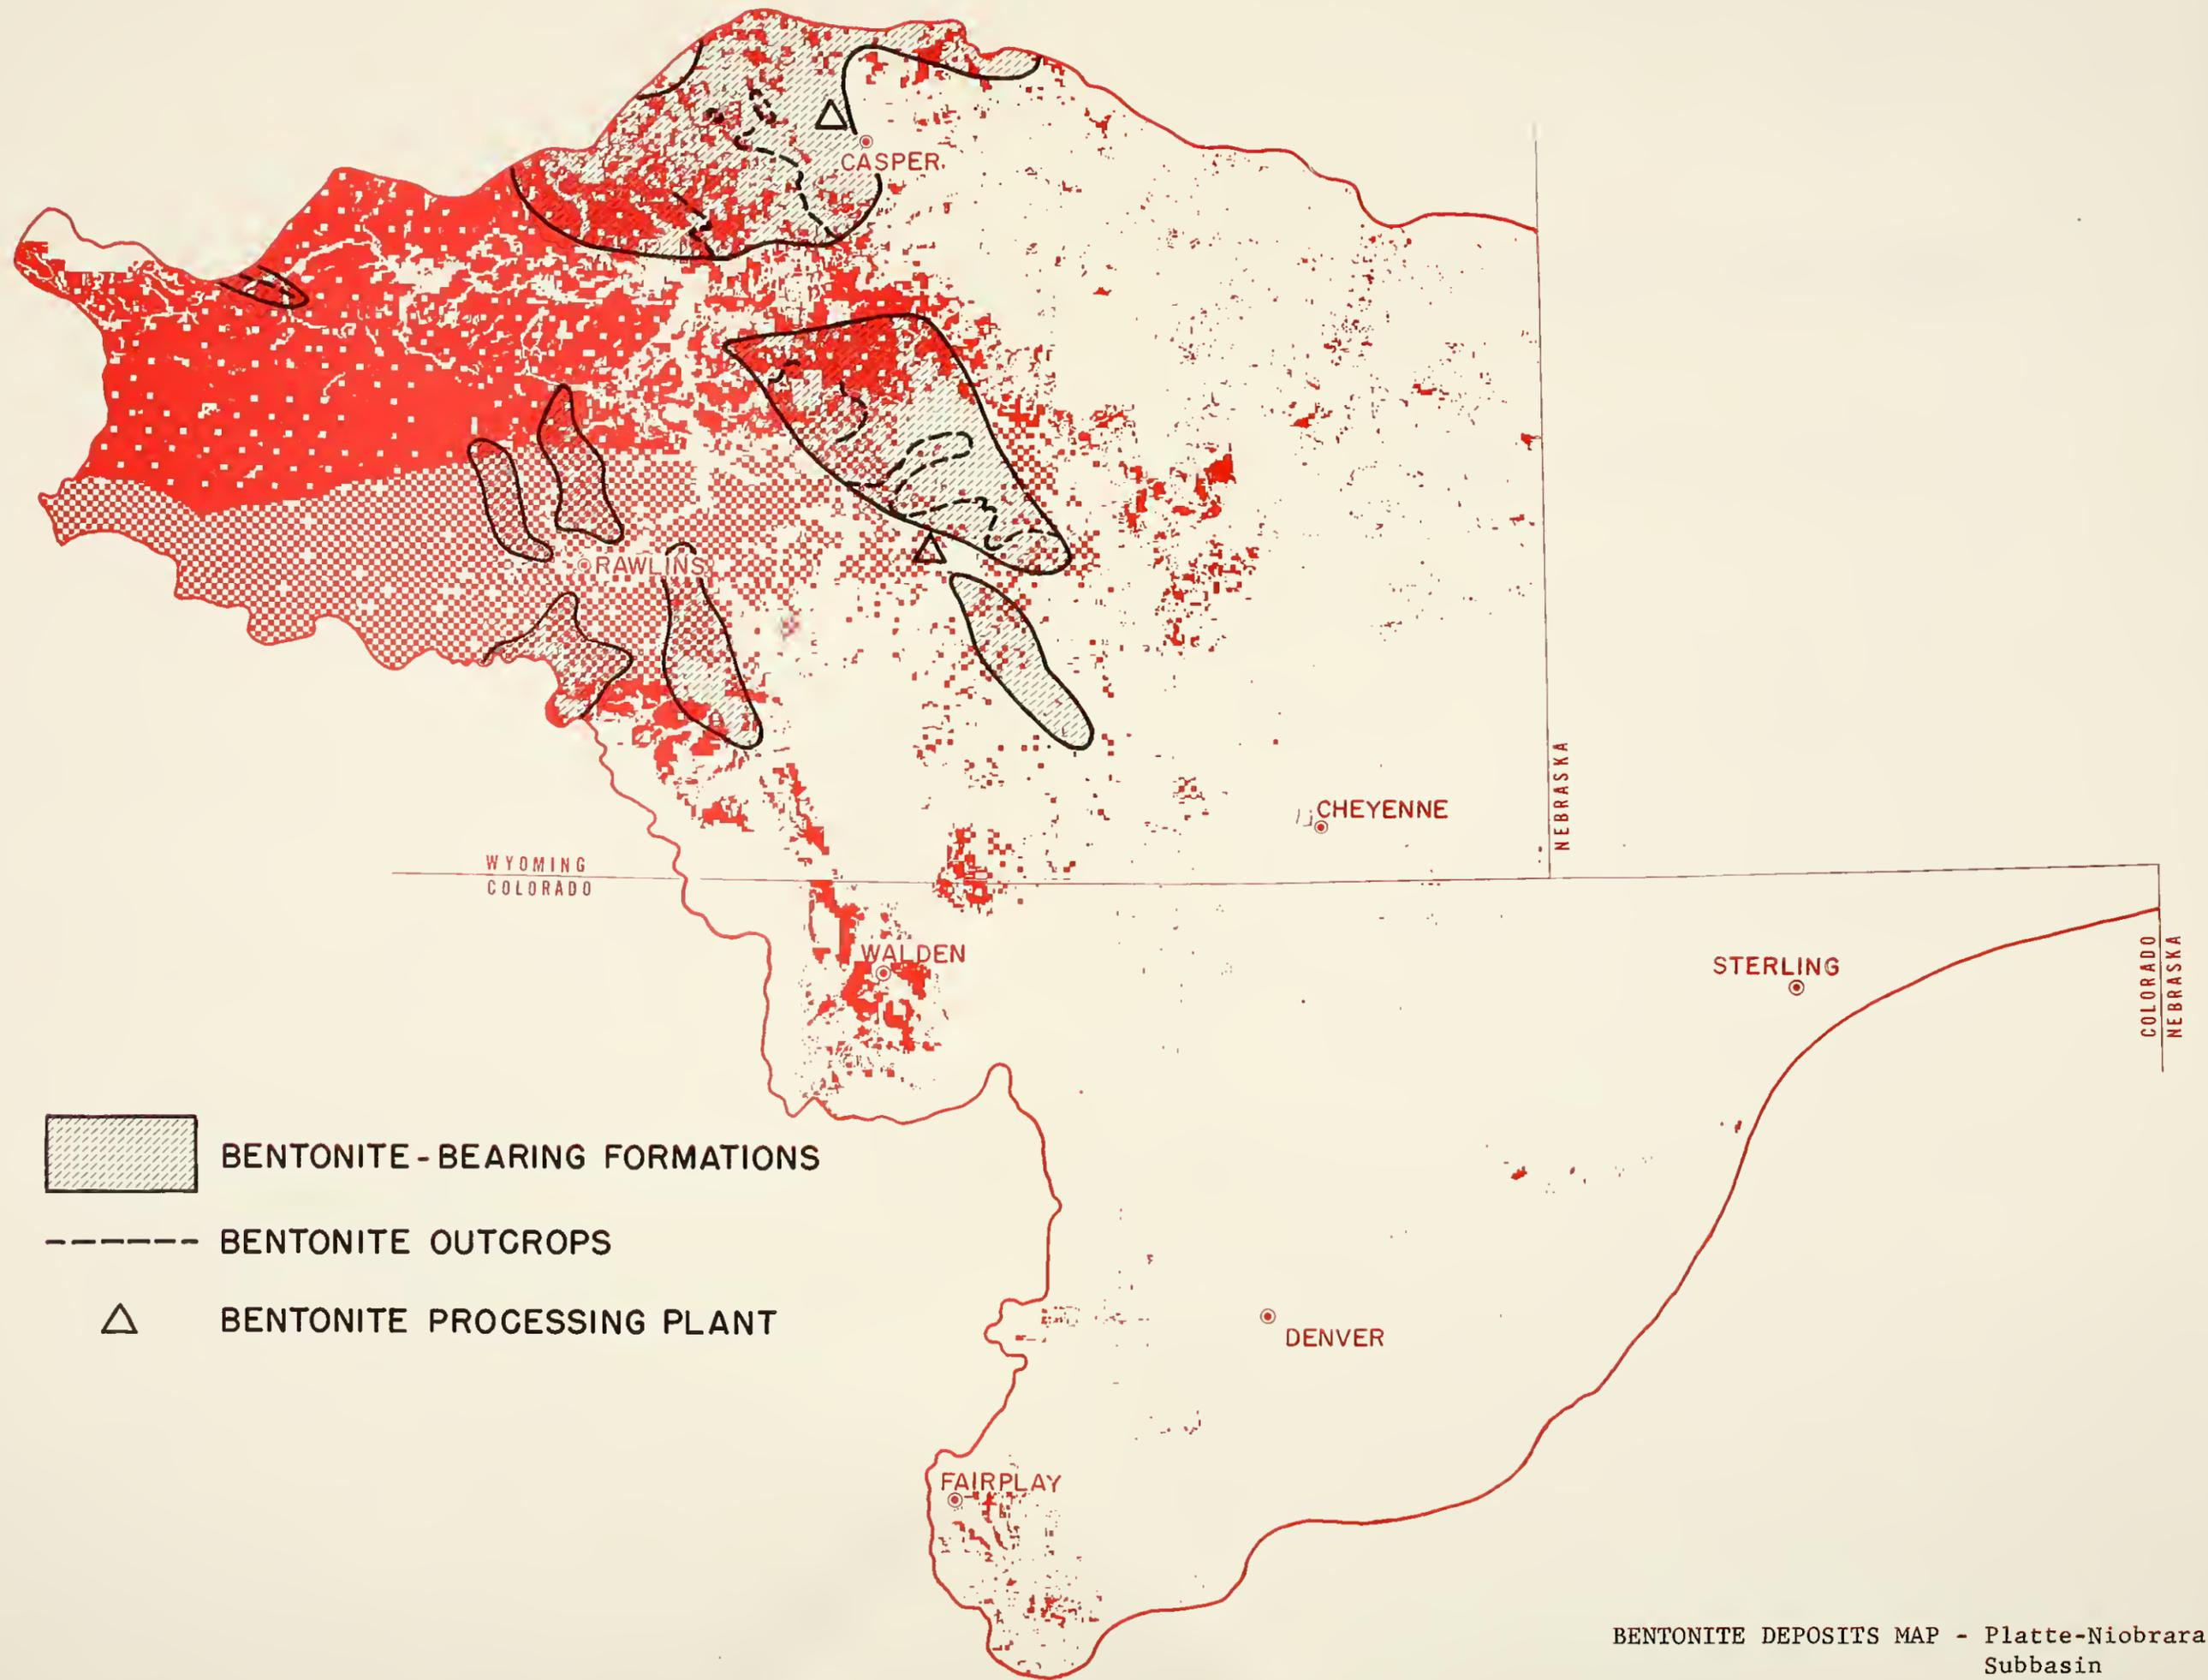 CASPER
RAWLINS
CHEYENNE
NEBRASKA
WYOMING
COLORADO
WALDEN
STERLING
COLORADO
NEBRASKA
BENTONITE-BEARING FORMATIONS
BENTONITE OUTCROPS
BENTONITE PROCESSING PLANT
DENVER
FAIRPLAY
BENTONITE DEPOSITS MAP - Platte-Niobrara
Subbasin